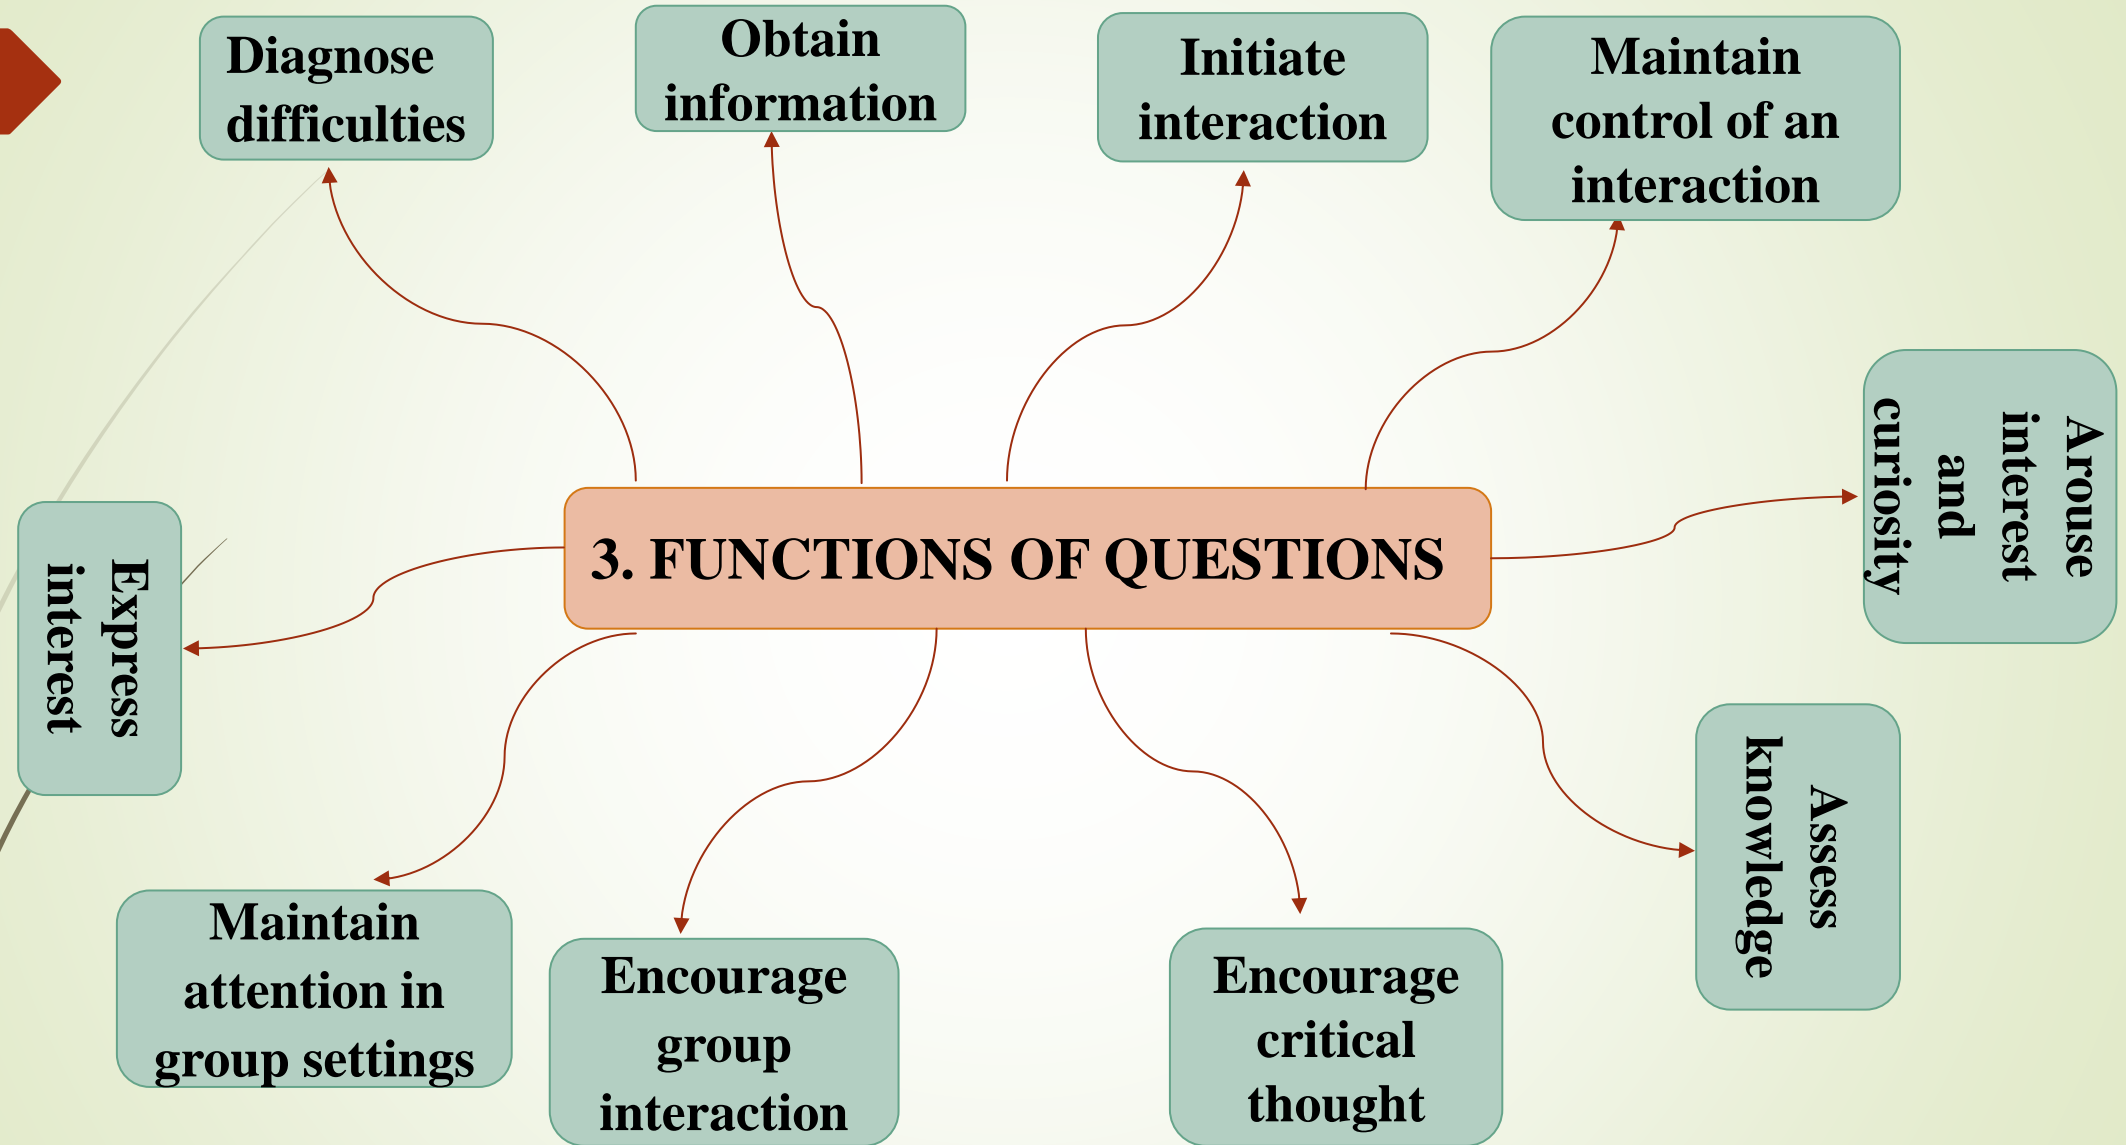 Diagnose
difficulties
Obtain
information
Initiate
interaction
Maintain
control of an
interaction
Arouse
interest
and
curiosity
3. FUNCTIONS OF QUESTIONS
Express
interest
Assess
knowledge
Maintain
attention in
group settings
Encourage
group
interaction
Encourage
critical
thought